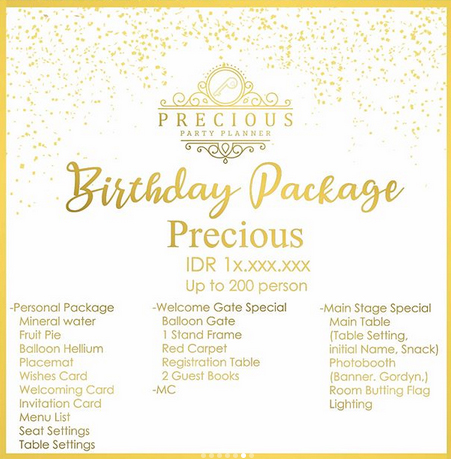 PRECIOUS
PARTY PLANNER
Birthday Package
Precious
IDR 1x.xxx.xxx
Up to 200 person
-Personal Package
Mineral water
Fruit Pie
Balloon Hellium
Placemat
Wishes Card
Welcoming Card
Invitation Card
Menu List
Seat Settings
Table Settings
-Welcome Gate Special
Balloon Gate
1 Stand Frame
Red Carpet
Registration Table
2 Guest Books
-MC
-Main Stage Special
Main Table
(Table Setting,
initial Name, Snack)
Photobooth
(Banner. Gordyn,)
Room Butting Flag
Lighting